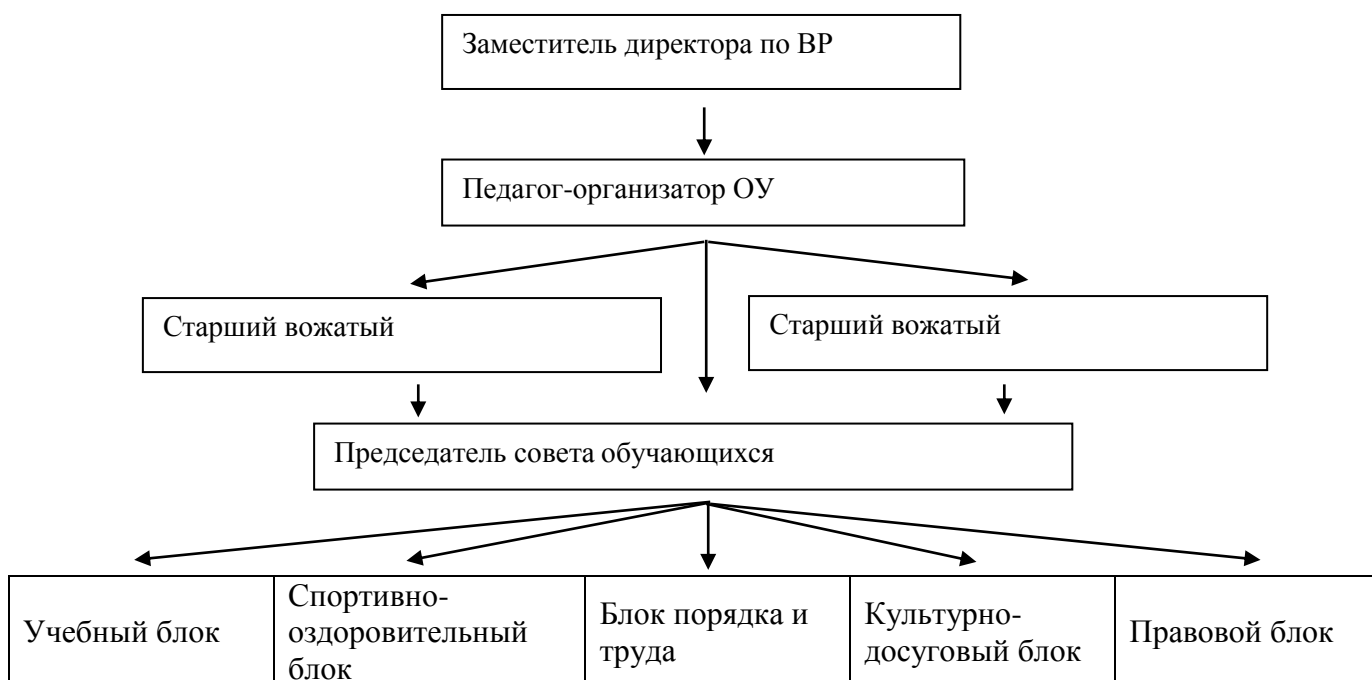 Заместитель директора по ВР
Педагог-организатор ОУ
Старший вожатый
Старший вожатый
Председатель совета обучающихся
Учебный блок
Спортивно-
оздоровительный
блок
Блок порядка и
труда
Культурно-
досуговый блок
Правовой блок